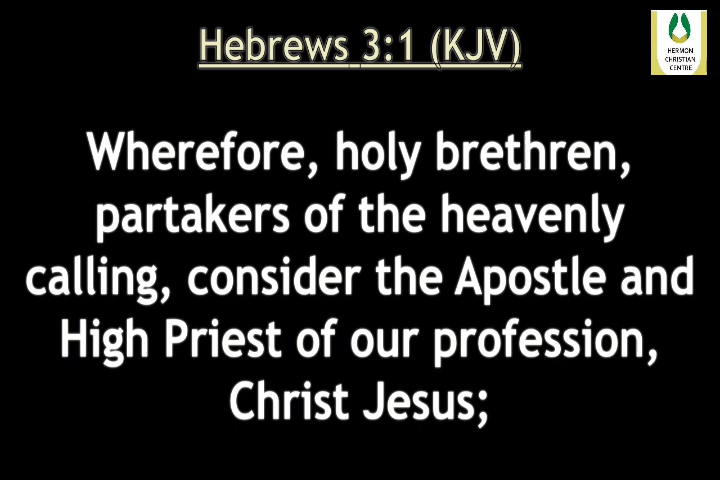 Hebrews 3:1 (KJV)
HERMON
CHRISTIAN
CENTRE
Wherefore, holy brethren,
partakers of the heavenly
calling, consider the Apostle and
High Priest of our profession,
Christ Jesus;